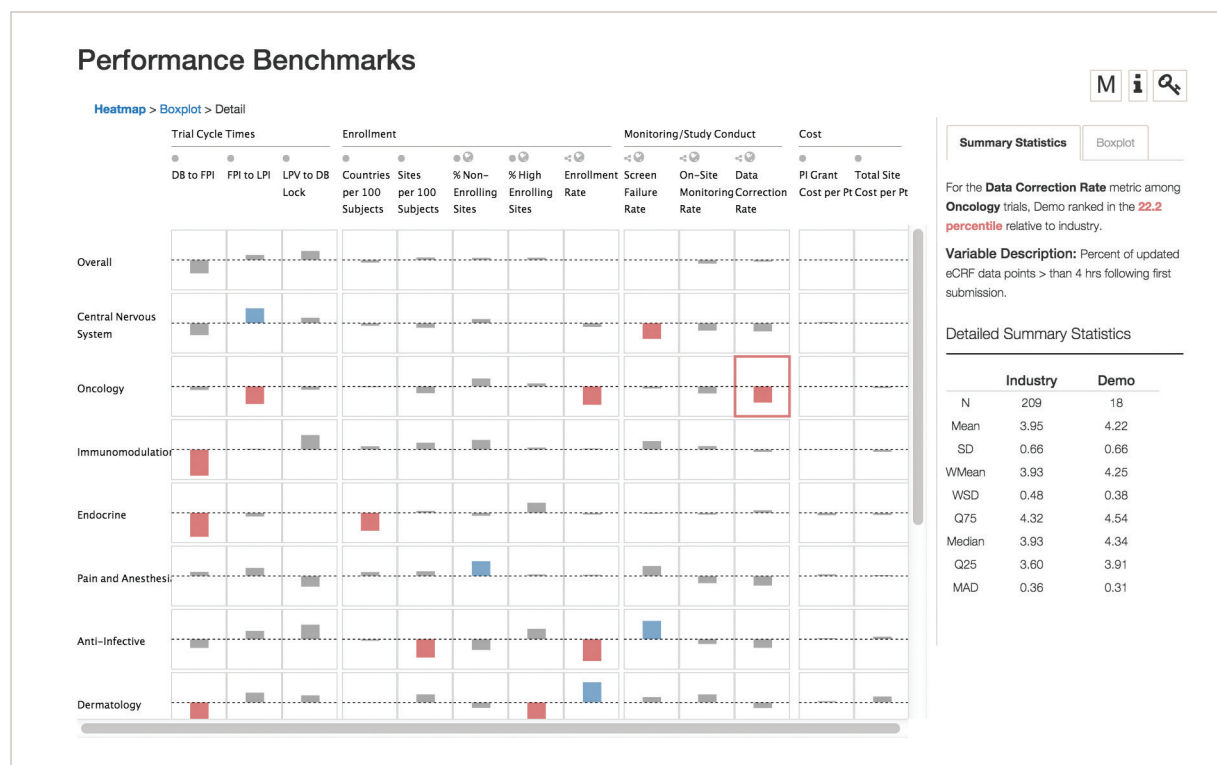 Performance Benchmarks
M i
Heatmap > Boxplot > Detail
Trial Cycle Times Enrollment Monitoring/Study Conduct Cost
DB to FPI FPI to LPI LPV to DB Lock Countries per 100 Subjects Sites per 100 Subjects % Non-Enrolling Sites % High Enrolling Sites Enrollment Rate Screen Failure Rate On-Site Monitoring Rate Data Correction Rate PI Grant Cost per Pt Total Site Cost per Pt
Overall
Central Nervous
System
Oncology
Immunomodulation
Endocrine
Pain and Anesthesi
Anti-Infective
Dermatology
Summary Statistics Boxplot
For the Data Correction Rate metric among
Oncology trials, Demo ranked in the 22.2
percentile relative to industry.
Variable Description: Percent of updated
eCRF data points > than 4 hrs following first
submission.
Detailed Summary Statistics
Industry Demo
N 209 18
Mean 3.95 4.22
SD 0.66 0.66
WMean 3.93 4.25
WSD 0.48 0.38
Q75 4.32 4.54
Median 3.93 4.34
Q25 3.60 3.91
MAD 0.36 0.31